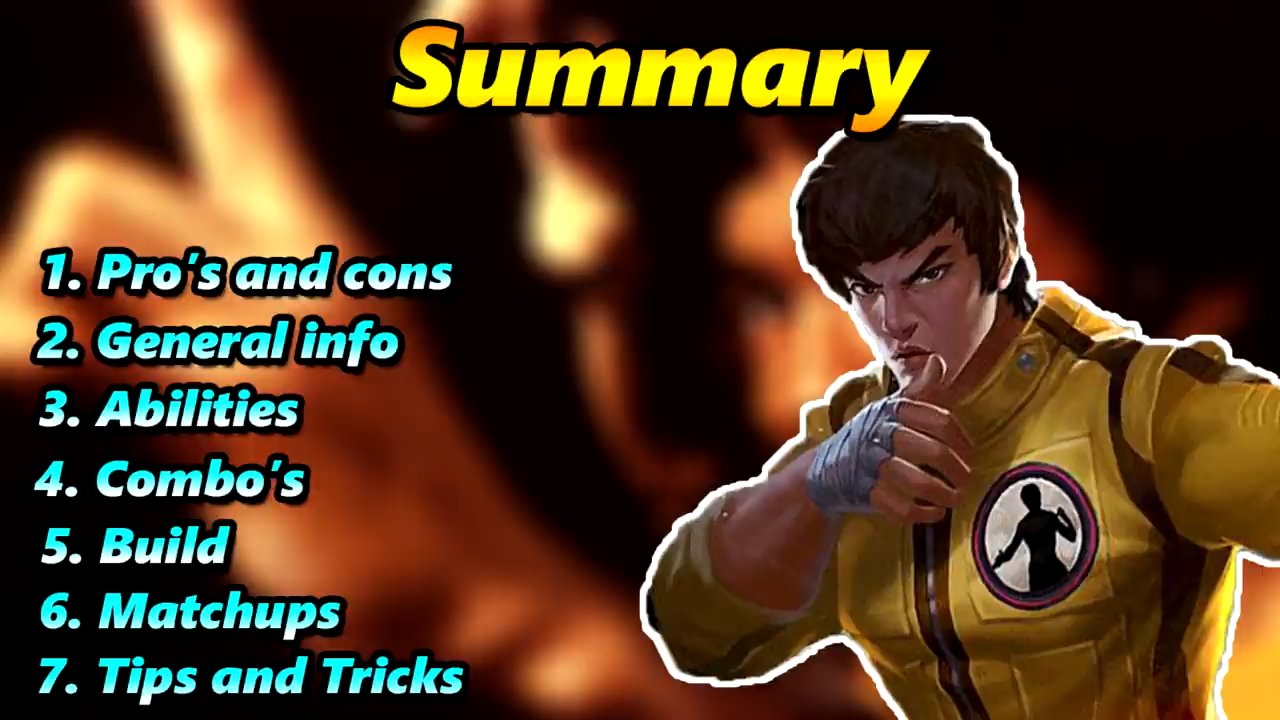 Summary
1. Pro's and cons
2. General info
3. Abilities
4. Combo's
5. Build
6. Matchups
7. Tips and Tricks